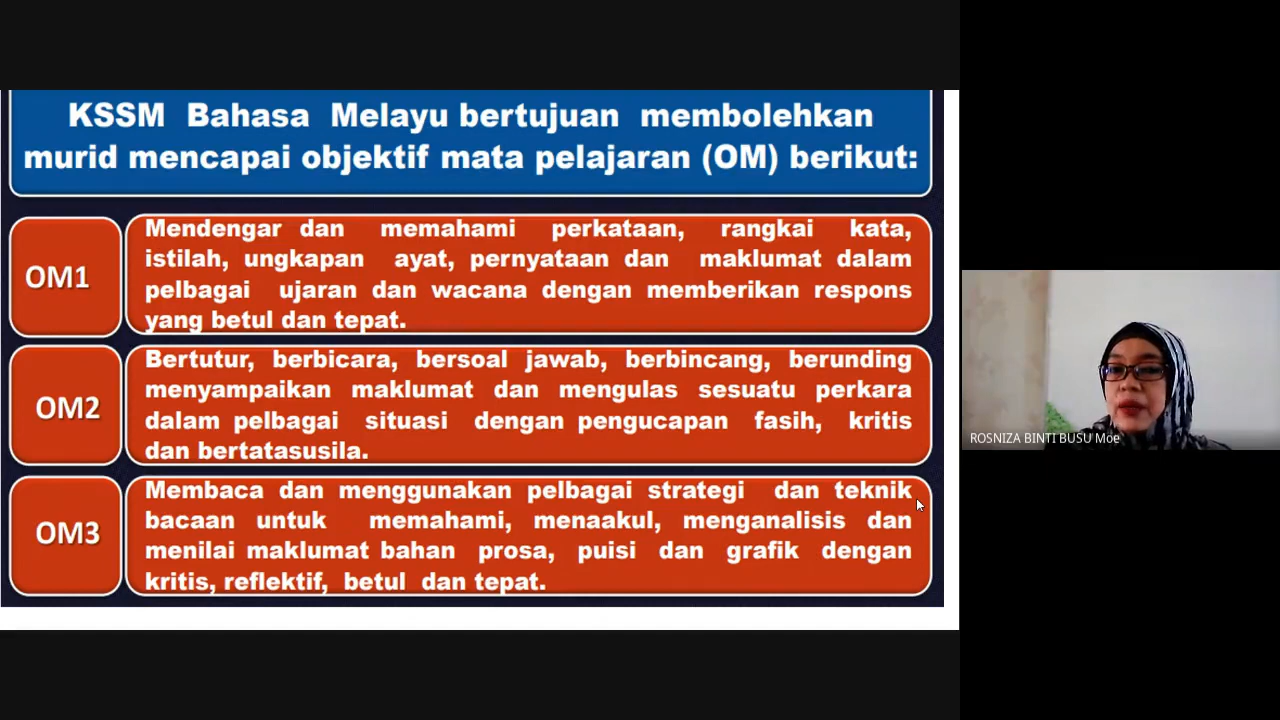 KSSM Bahasa Melayu bertujuan membolehkan
murid mencapai objektif mata pelajaran (OM) berikut:
OM1
Mendengar dan memahami perkataan, rangkai kata,
istilah, ungkapan ayat, pernyataan dan maklumat dalam
pelbagai ujaran dan wacana dengan memberikan respons
yang betul dan tepat.
OM2
Bertutur, berbicara, bersoal jawab, berbincang, berunding
menyampaikan maklumat dan mengulas sesuatu perkara
dalam pelbagai situasi dengan pengucapan fasih, kritis
dan bertatasusila.
OM3
Membaca dan menggunakan pelbagai strategi dan teknik
bacaan untuk memahami, menaakul, menganalisis dan
menilai maklumat bahan prosa, puisi dan grafik dengan
kritis, reflektif, betul dan tepat.
ROSNIZA BINTI BUSU Moe